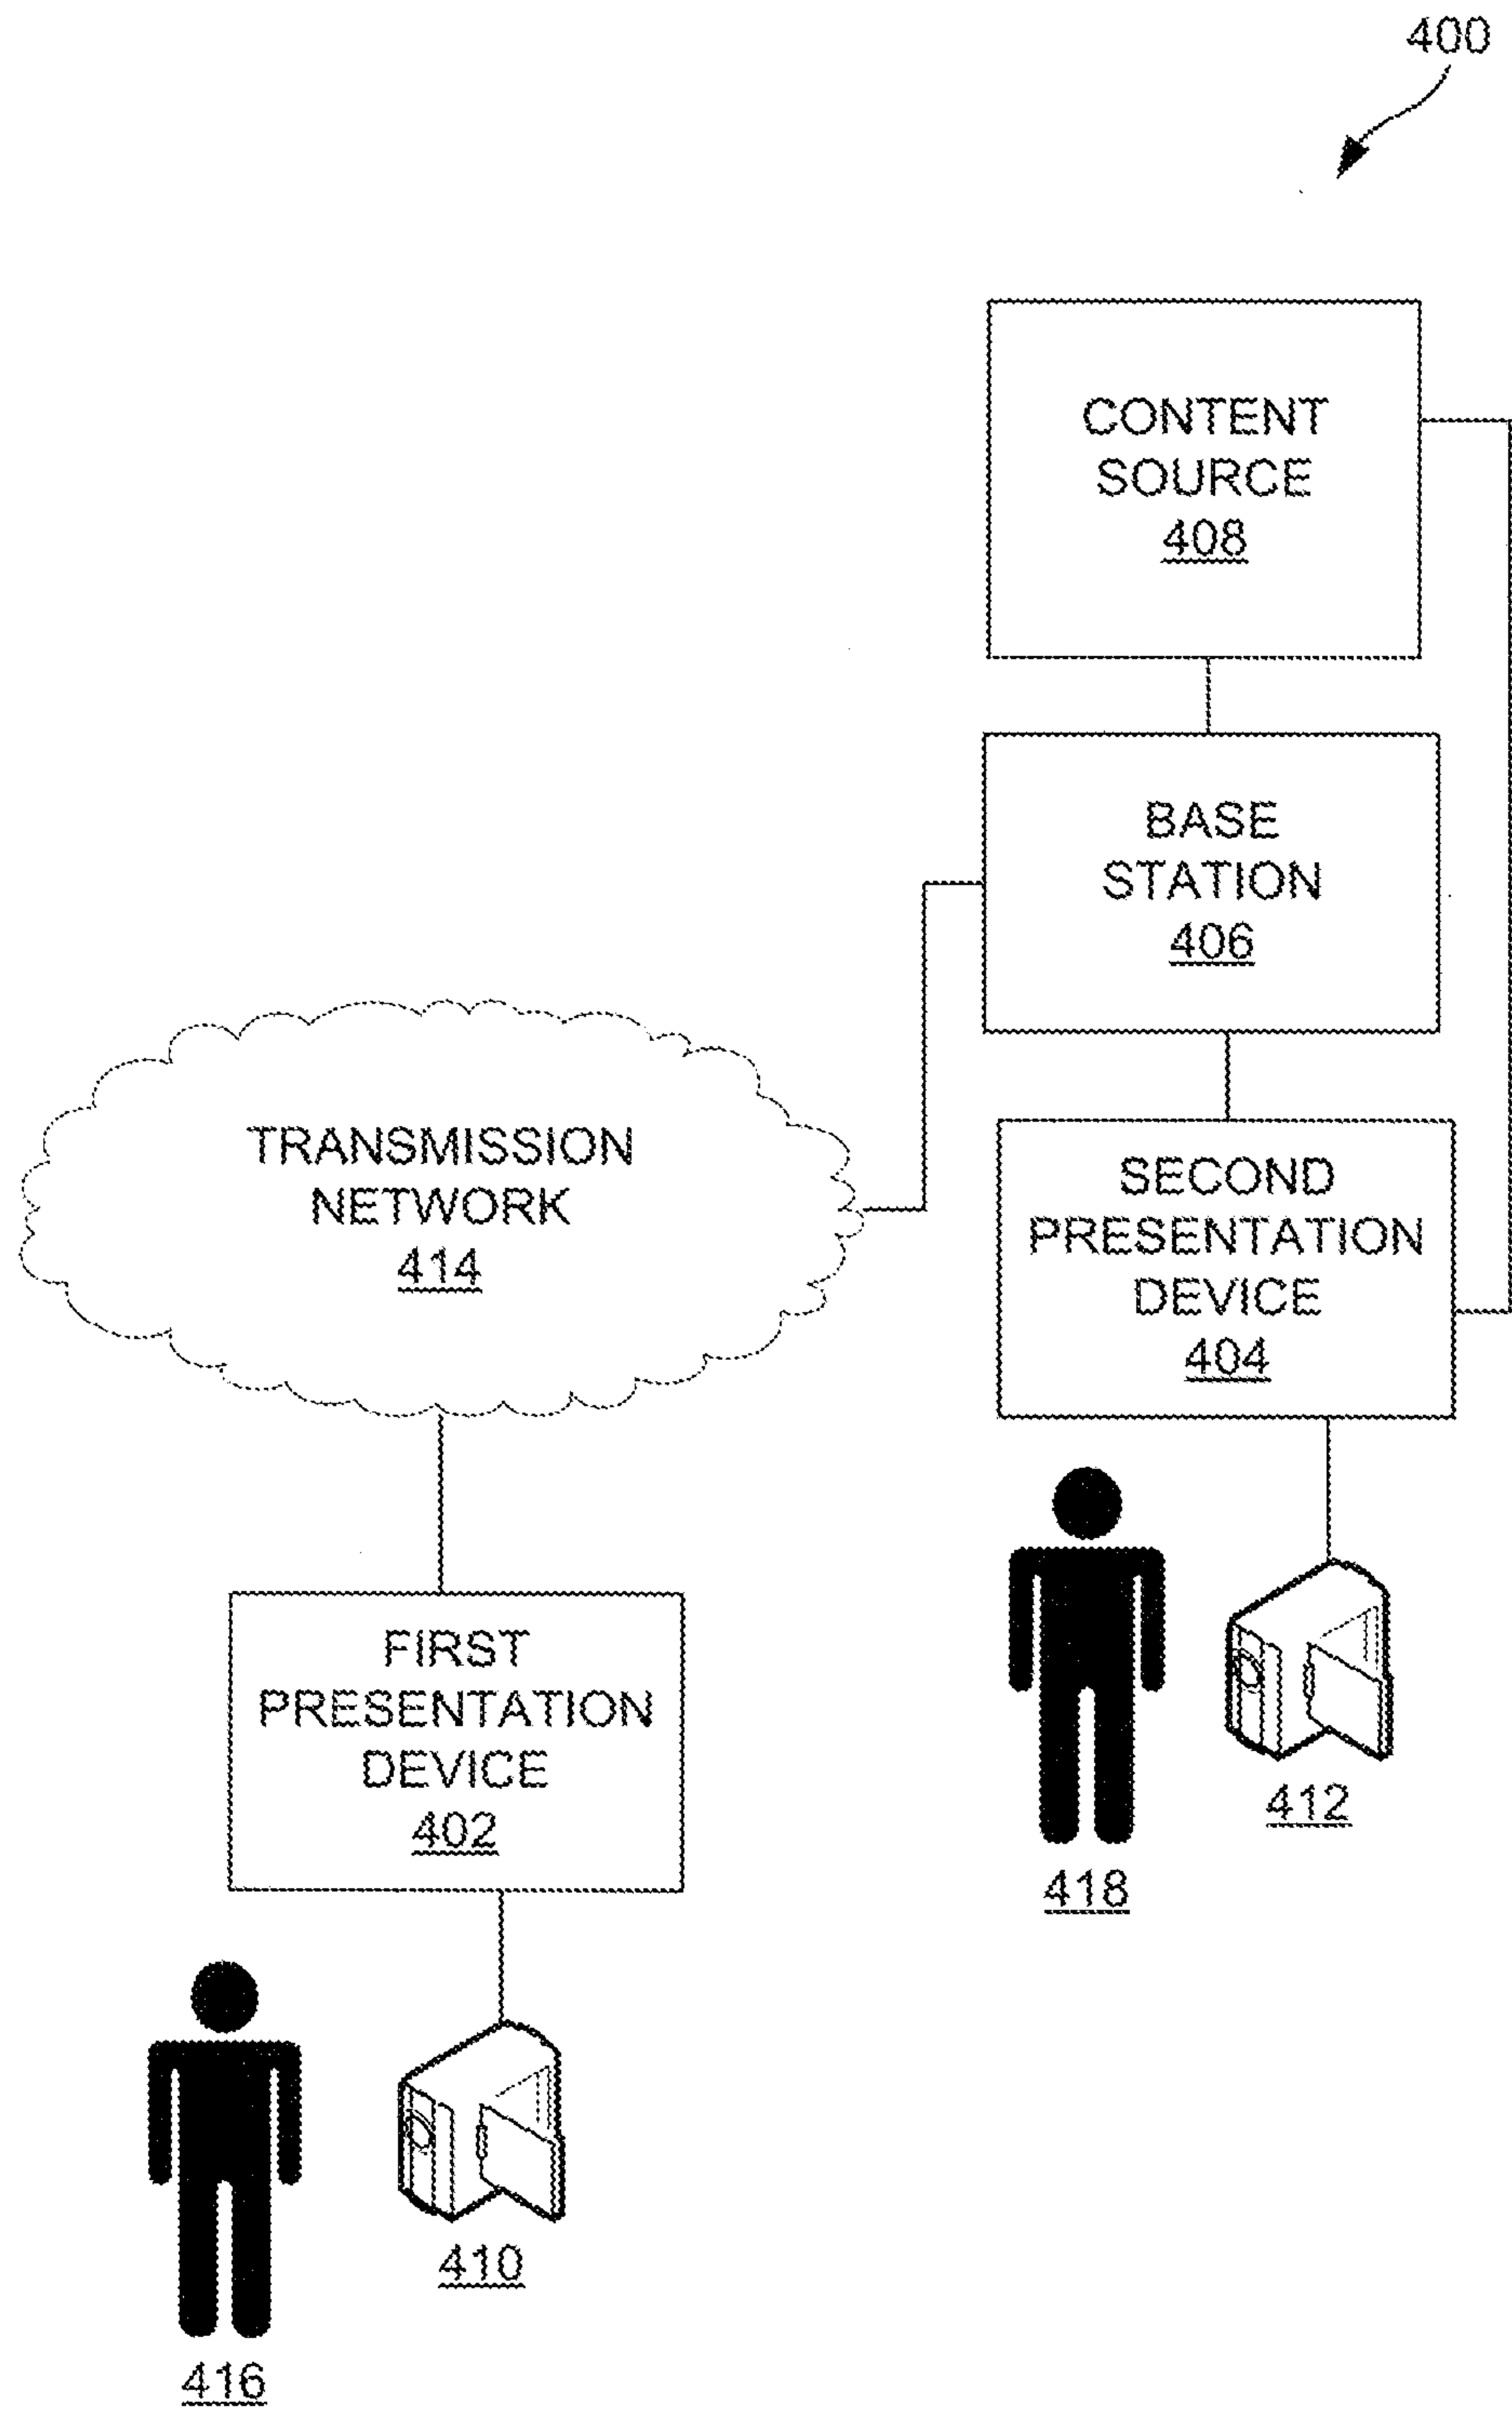 400
CONTENT
SOURCE
408
BASE
STATION
406
TRANSMISSION
NETWORK
414
SECOND
PRESENTATION
DEVICE
404
FIRST
PRESENTATION
DEVICE
402
412
418
410
416